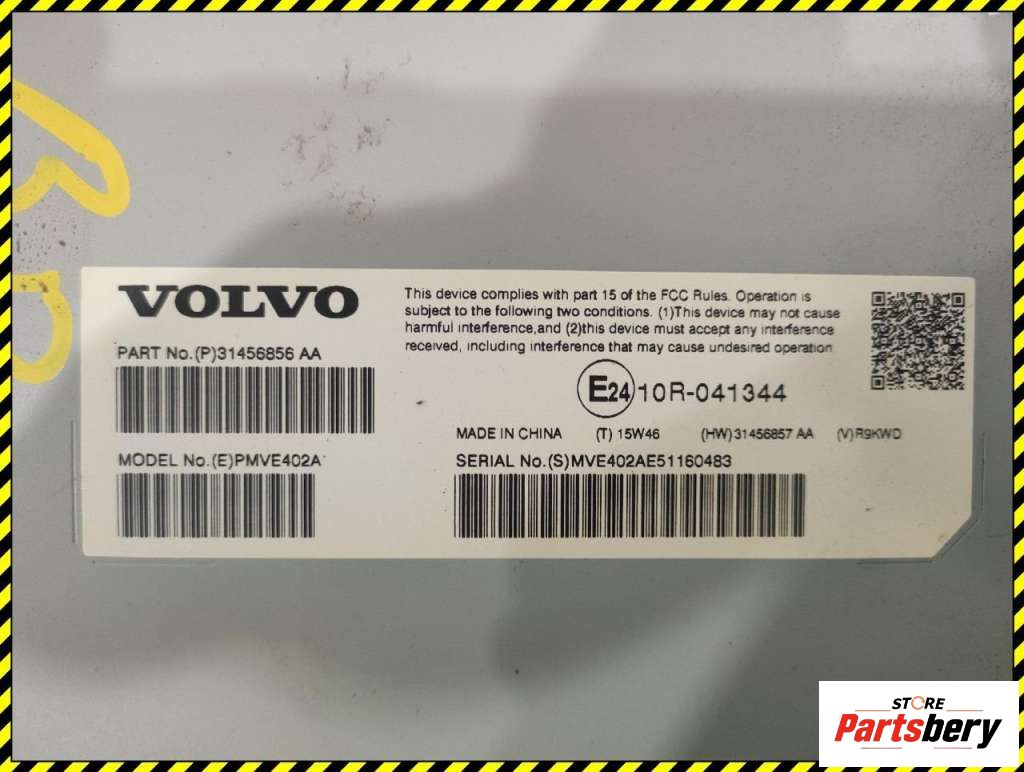 VOLVO
PART No.(P)31456856 AA
MODEL No.(E)PMVE402A
This device complies with part 15 of the FCC Rules. Operation is
subject to the following two conditions. (1)This device may not cause
harmful interference,and (2)this device must accept any interference
received, including interference that may cause undesired operation
E24 10R-041344
MADE IN CHINA (T) 15W46 (HW)31456857 AA (V)R9KWD
SERIAL No.(S)MVE402AE51160483
STORE
Partsbery